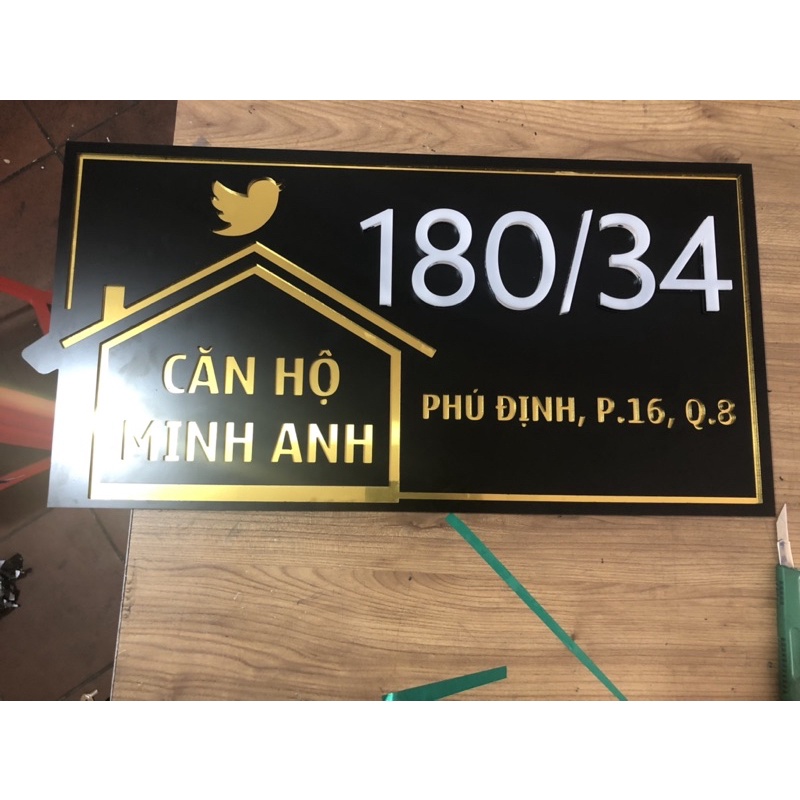 180/34
CĂN HỘ
MINH ANH
PHÚ ĐỊNH, P.16, Q.8